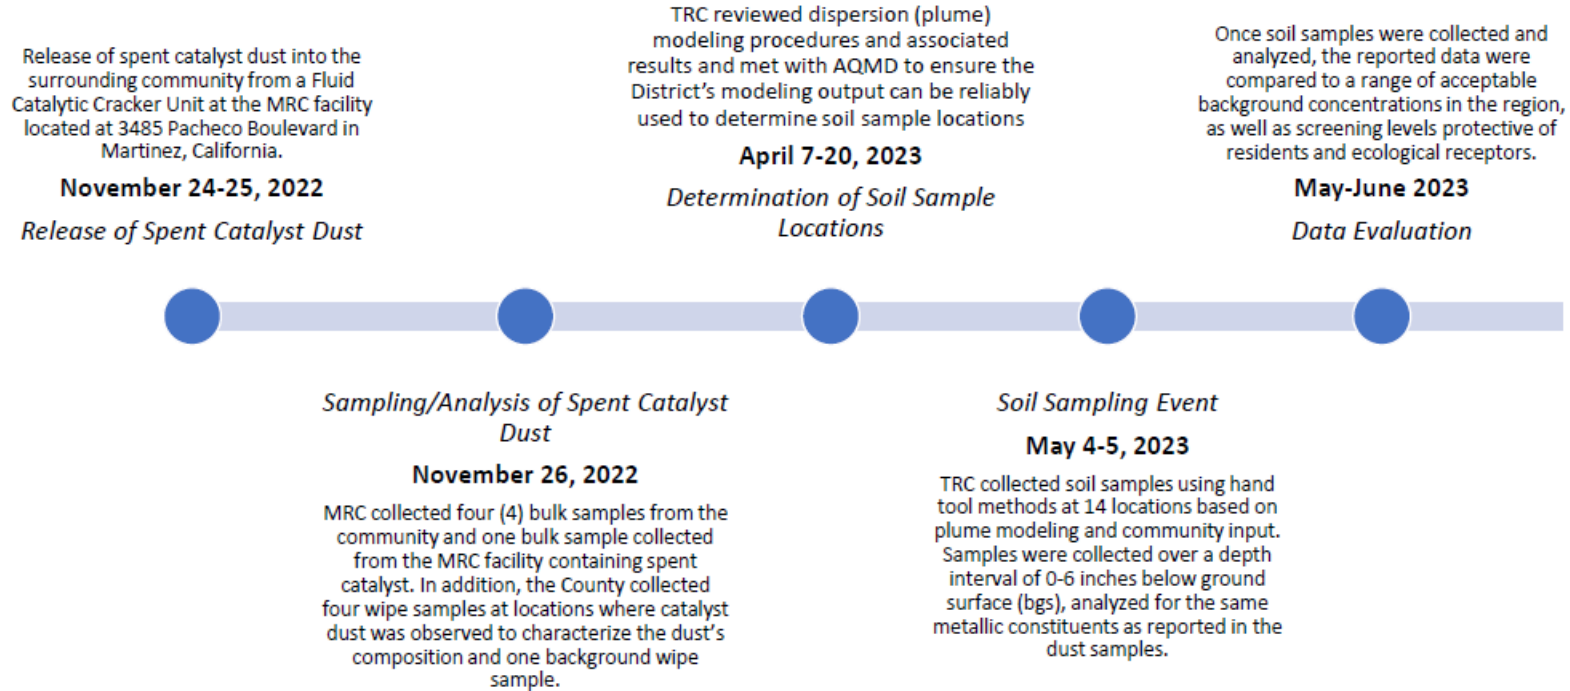 Release of spent catalyst dust into the
surrounding community from a Fluid
Catalytic Cracker Unit at the MRC facility
located at 3485 Pacheco Boulevard in
Martinez, California.
November 24-25, 2022
Release of Spent Catalyst Dust
Sampling/Analysis of Spent Catalyst
Dust
November 26, 2022
MRC collected four (4) bulk samples from the
community and one bulk sample collected
from the MRC facility containing spent
catalyst. In addition, the County collected
four wipe samples at locations where catalyst
dust was observed to characterize the dust's
composition and one background wipe
sample.
TRC reviewed dispersion (plume)
modeling procedures and associated
results and met with AQMD to ensure the
District's modeling output can be reliably
used to determine soil sample locations
April 7-20, 2023
Determination of Soil Sample
Locations
Soil Sampling Event
May 4-5, 2023
TRC collected soil samples using hand
tool methods at 14 locations based on
plume modeling and community input.
Samples were collected over a depth
interval of 0-6 inches below ground
surface (bgs), analyzed for the same
metallic constituents as reported in the
dust samples.
Once soil samples were collected and
analyzed, the reported data were
compared to a range of acceptable
background concentrations in the region,
as well as screening levels protective of
residents and ecological receptors.
May-June 2023
Data Evaluation